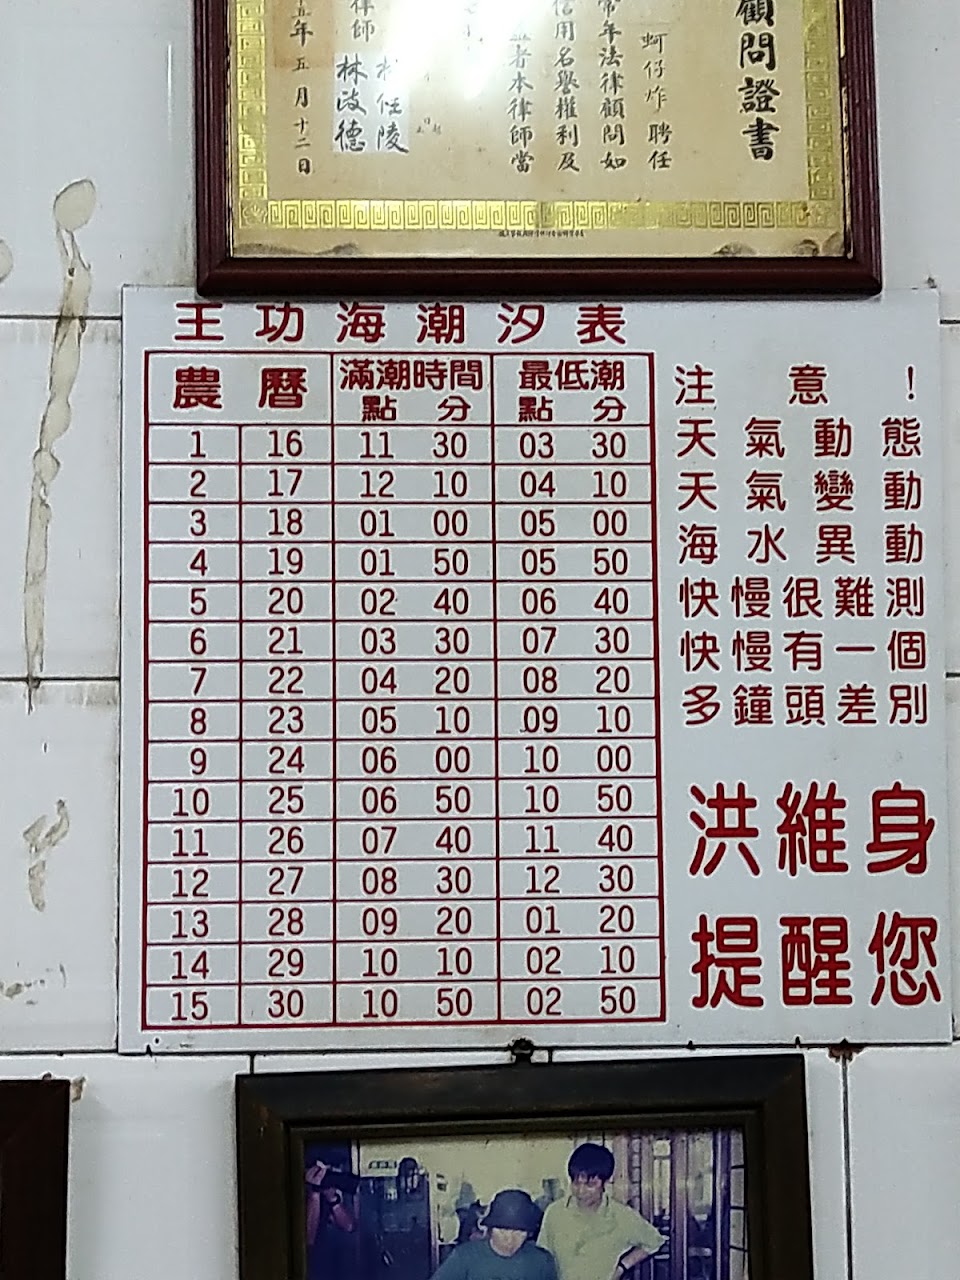 顧問證書
蚵仔炸聘任
常年法律顧問如
信用名譽權利及
者本律師當
律師林政德
五年五月十二日
王功海潮汐表
農曆 滿潮時間 最低潮
點 分 點 分
1 16 11 30 03 30
2 17 12 10 04 10
3 18 01 00 05 00
4 19 01 50 05 50
5 20 02 40 06 40
6 21 03 30 07 30
7 22 04 20 08 20
8 23 05 10 09 10
9 24 06 00 10 00
10 25 06 50 10 50
11 26 07 40 11 40
12 27 08 30 12 30
13 28 09 20 01 20
14 29 10 10 02 10
15 30 10 50 02 50
注意!
天氣動態
天氣變動
海水異動
快慢很難測
快慢有一個
多鐘頭差別
洪維身
提醒您